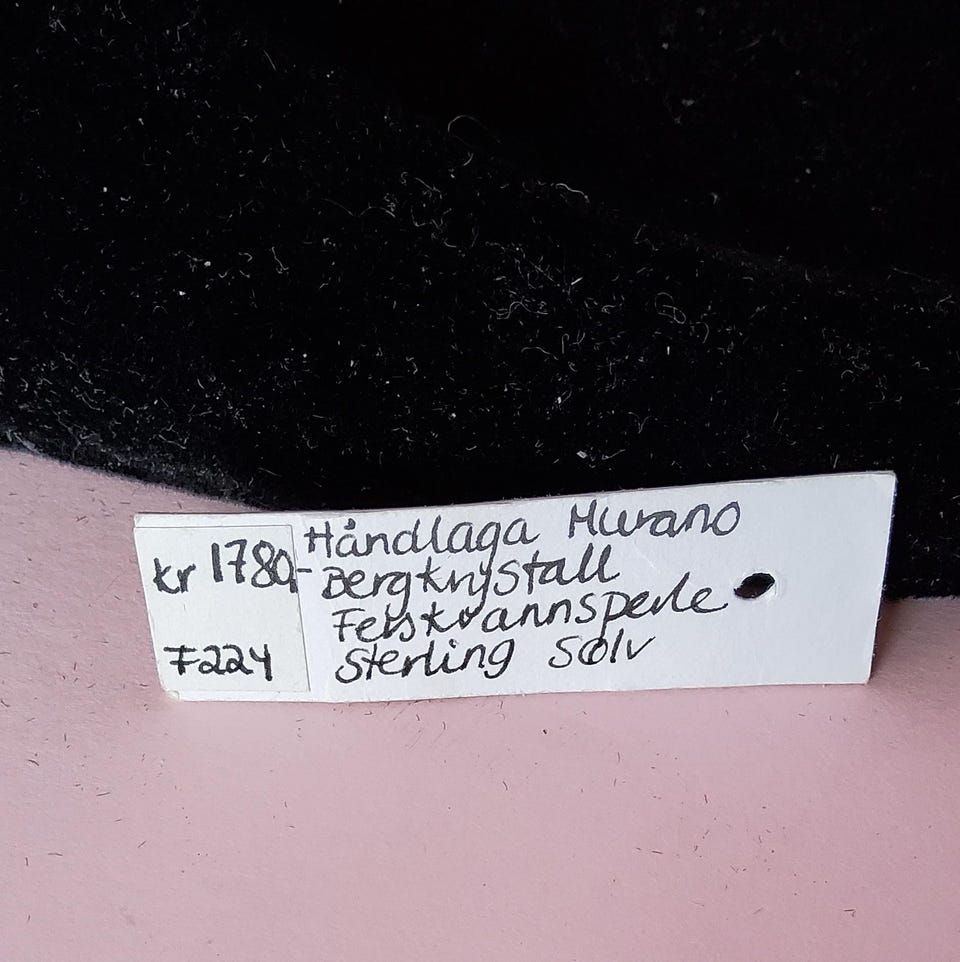 kr 1780,-
F224
Håndlaga Murano
Bergkrystall
Ferskvannsperle
Sterling Sølv